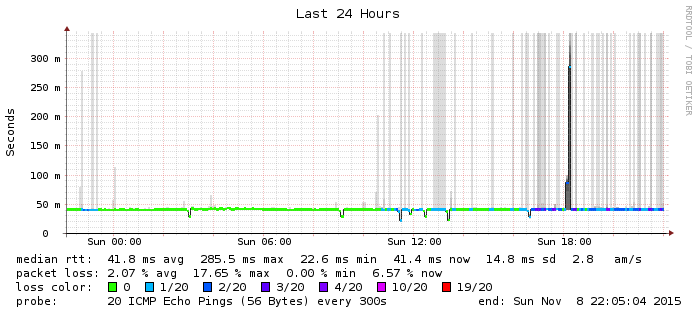 Last 24 Hours
RRDTOOL / TOBI OETIKER
Seconds
300 m
250 m
200 m
150 m
100 m
50 m
0
Sun 00:00 Sun 06:00 Sun 12:00 Sun 18:00
median rtt: 41.8 ms avg 285.5 ms max 22.6 ms min 41.4 ms now 14.8 ms sd 2.8 am/s
packet loss: 2.07 % avg 17.65 % max 0.00 % min 6.57 % now
loss color: 0 1/20 2/20 3/20 4/20 10/20 19/20
probe: 20 ICMP Echo Pings (56 Bytes) every 300s end: Sun Nov 8 22:05:04 2015